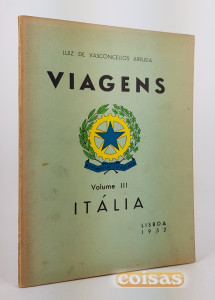 LUIZ DE VASCONCELLOS ARRUDA
VIAGENS
Volume III
ITÁLIA
LISBOA
1952
coisas